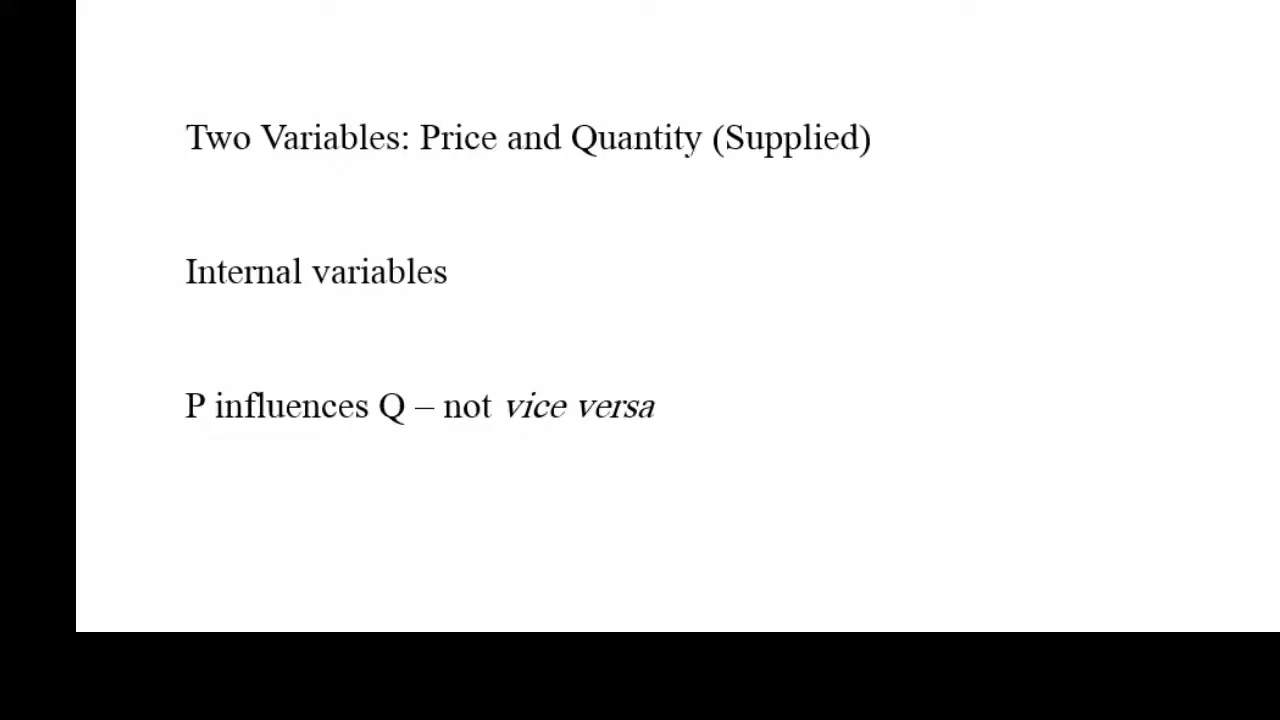 Two Variables: Price and Quantity (Supplied)
Internal variables
P influences Q – not vice versa